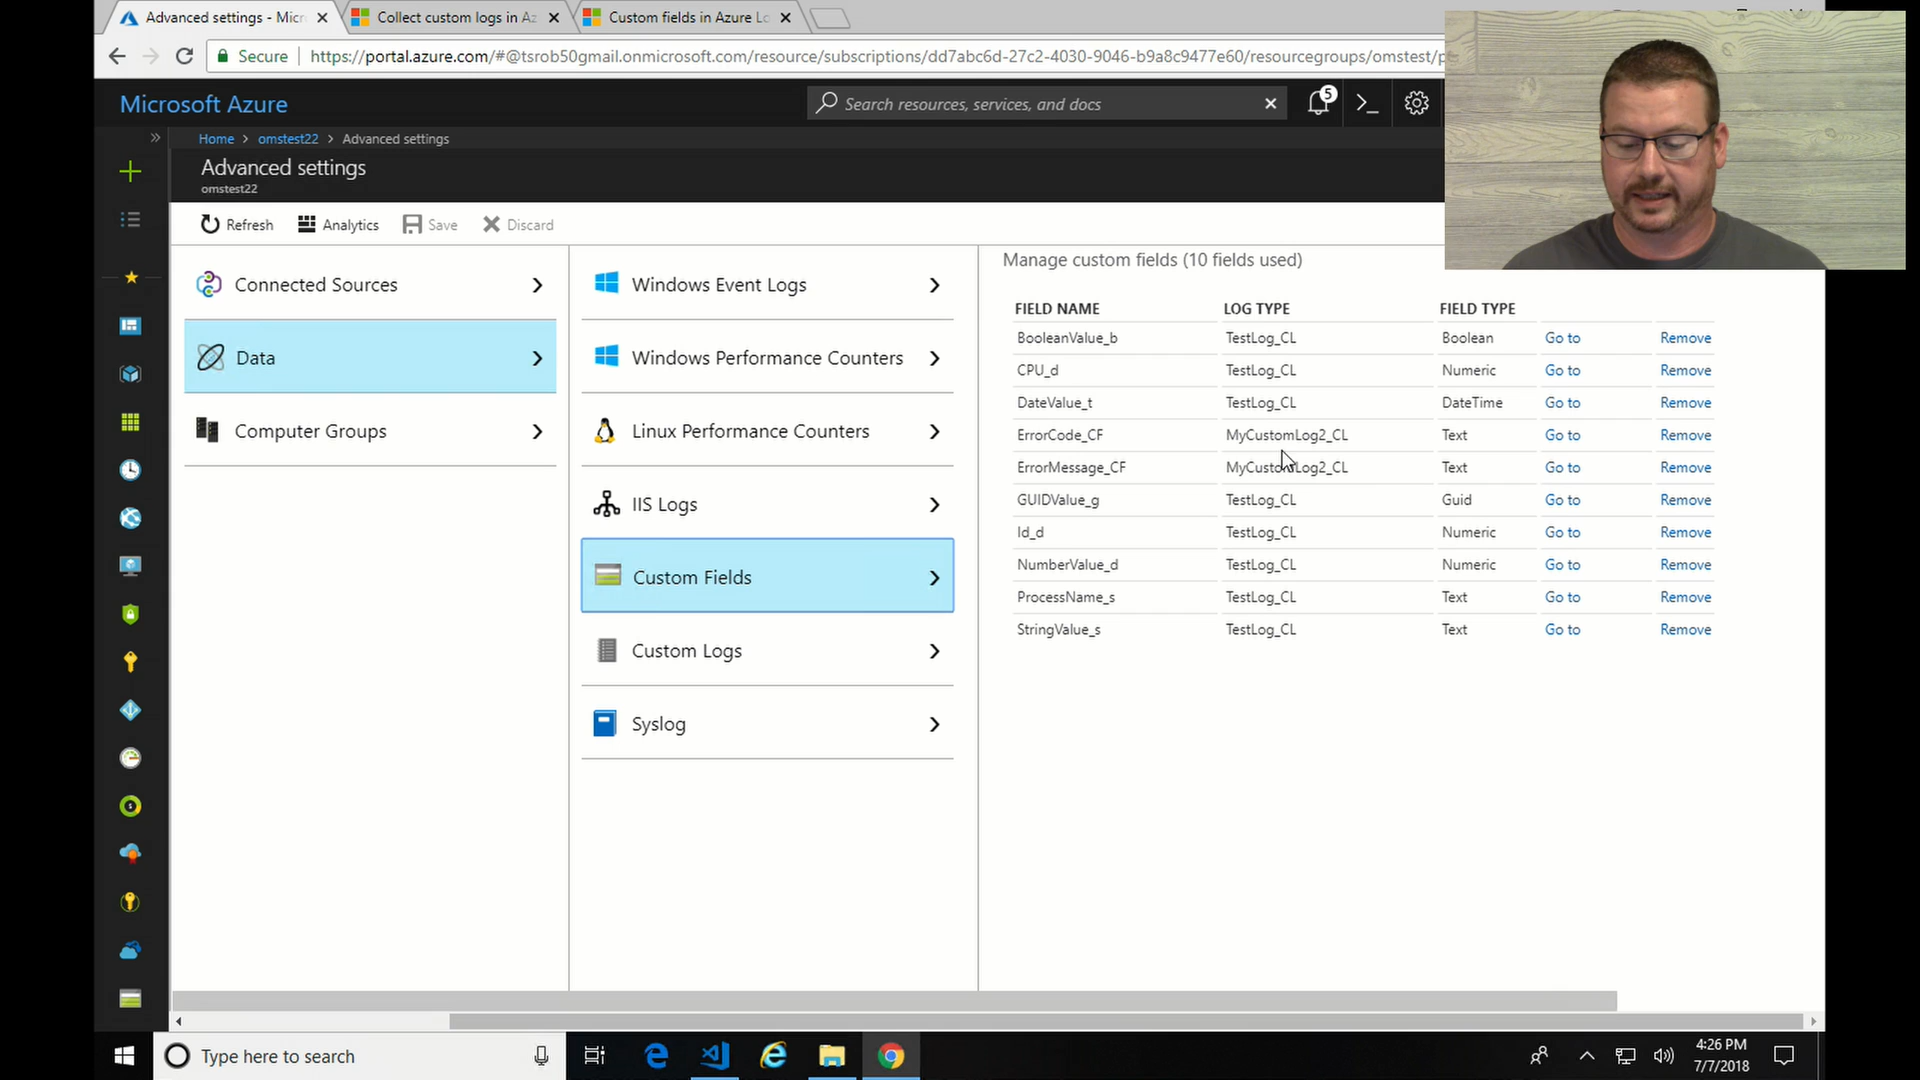 Advanced settings - Micr
Collect custom logs in Az
Custom fields in Azure Lo
Secure
https://portal.azure.com/#@tsrob50gmail.onmicrosoft.com/resource/subscriptions/dd7abc6d-27c2-4030-9046-b9a8c9477e60/resourcegroups/omstest/p
Microsoft Azure
Search resources, services, and docs
5
Home > omstest22 > Advanced settings
Advanced settings
omstest22
Refresh
Analytics
Save
Discard
Connected Sources
Data
Computer Groups
Windows Event Logs
Windows Performance Counters
Linux Performance Counters
IIS Logs
Custom Fields
Custom Logs
Syslog
Manage custom fields (10 fields used)
FIELD NAME LOG TYPE FIELD TYPE
BooleanValue_b TestLog_CL Boolean Go to Remove
CPU_d TestLog_CL Numeric Go to Remove
DateValue_t TestLog_CL DateTime Go to Remove
ErrorCode_CF MyCustomLog2_CL Text Go to Remove
ErrorMessage_CF MyCustomLog2_CL Text Go to Remove
GUIDValue_g TestLog_CL Guid Go to Remove
Id_d TestLog_CL Numeric Go to Remove
NumberValue_d TestLog_CL Numeric Go to Remove
ProcessName_s TestLog_CL Text Go to Remove
StringValue_s TestLog_CL Text Go to Remove
Type here to search
4:26 PM
7/7/2018